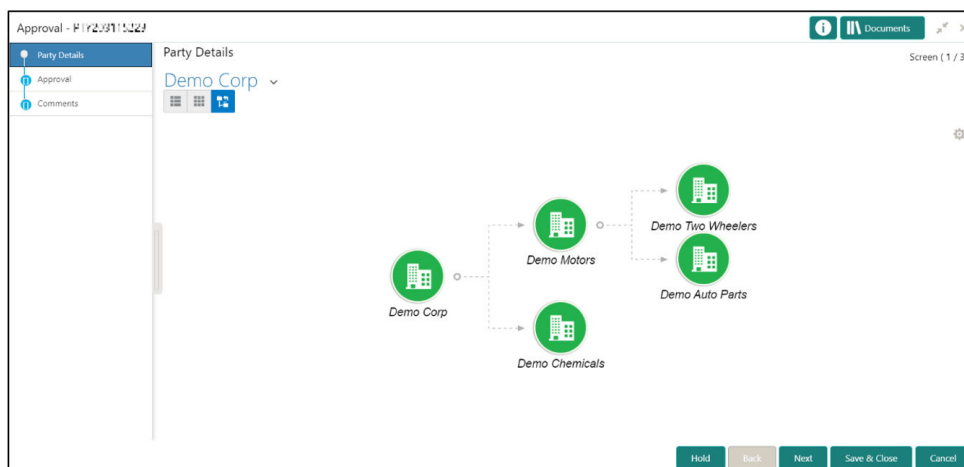 Approval -
Documents
Party Details
Approval
Comments
Party Details
Screen ( 1 / 3
Demo Corp
Demo Two Wheelers
Demo Motors
Demo Auto Parts
Demo Corp
Demo Chemicals
Hold
Back
Next
Save & Close
Cancel